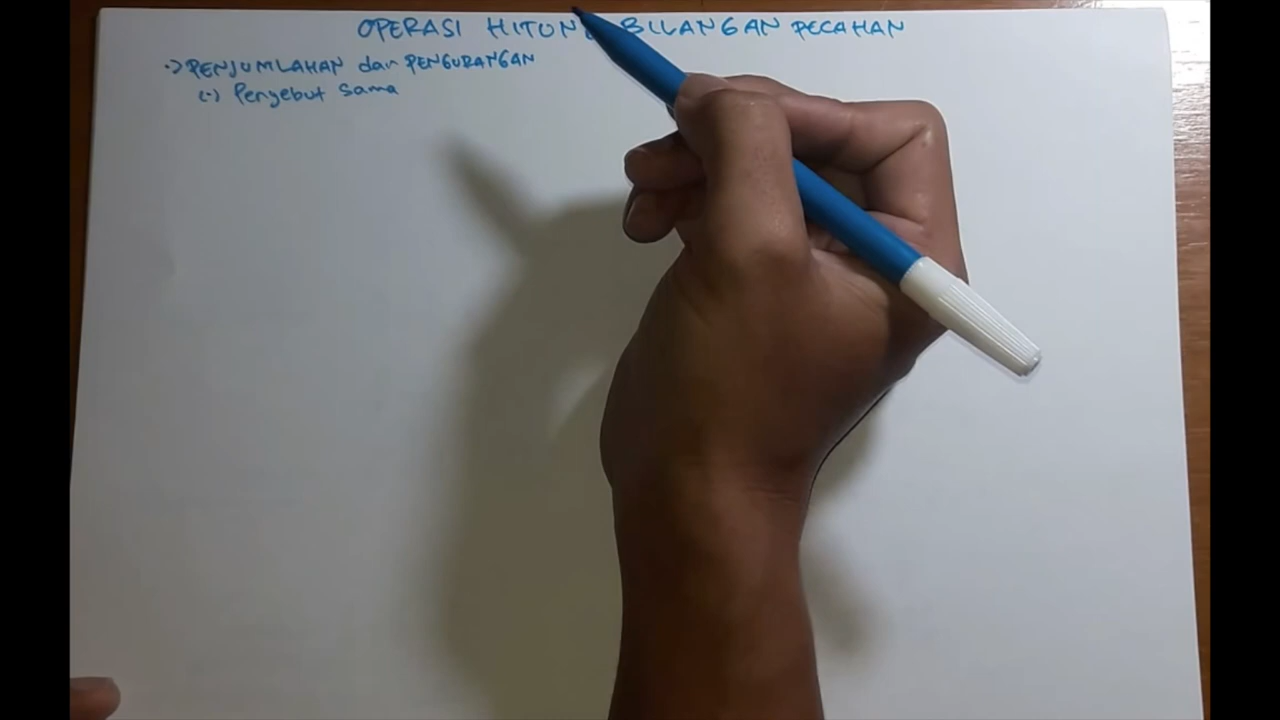 OPERASI HITUNG BILANGAN PECAHAN
·) PENJUMLAHAN dan PENGURANGAN
(-) Penyebut sama